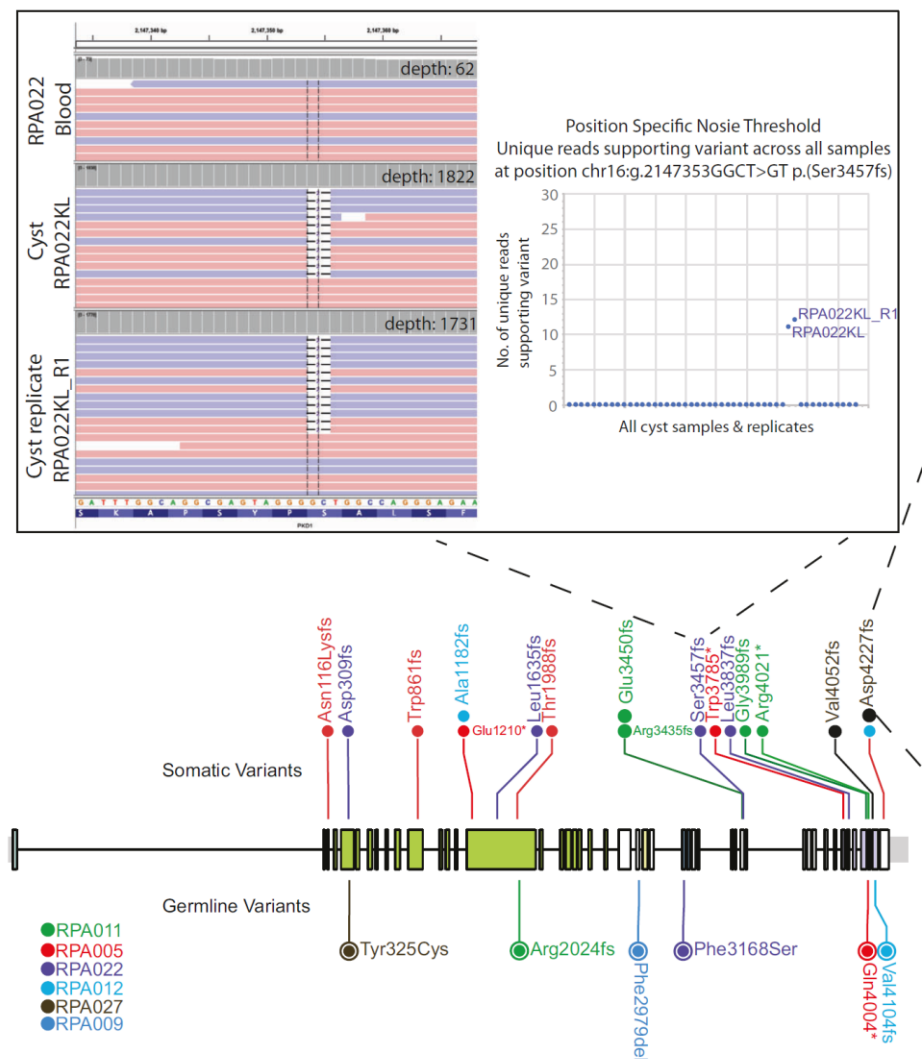 2,147,340 bp
2,147,350 bp
2,147,360 bp
RPA022
Blood
depth: 62
Cyst
RPA022KL
depth: 1822
Cyst replicate
RPA022KL_R1
depth: 1731
G A T T T G G C A G G C G A G T A G G G G C T G G C C A G G G A G A A
S K A P S Y P S A L S F
PKD1
Position Specific Nosie Threshold
Unique reads supporting variant across all samples
at position chr16:g.2147353GGCT>GT p.(Ser3457fs)
No. of unique reads
supporting variant
30
25
20
15
10
5
0
RPA022KL_R1
RPA022KL
All cyst samples & replicates
Somatic Variants
Asn116Lysfs
Asp309fs
Trp861fs
Ala1182fs
Glu1210*
Leu1635fs
Thr1988fs
Glu3450fs
Arg3435fs
Ser3457fs
Trp3785*
Leu3837fs
Gly3989fs
Arg4021*
Val4052fs
Asp4227fs
Germline Variants
Tyr325Cys
Arg2024fs
Phe2979del
Phe3168Ser
Gln4004*
Val4104fs
RPA011
RPA005
RPA022
RPA012
RPA027
RPA009